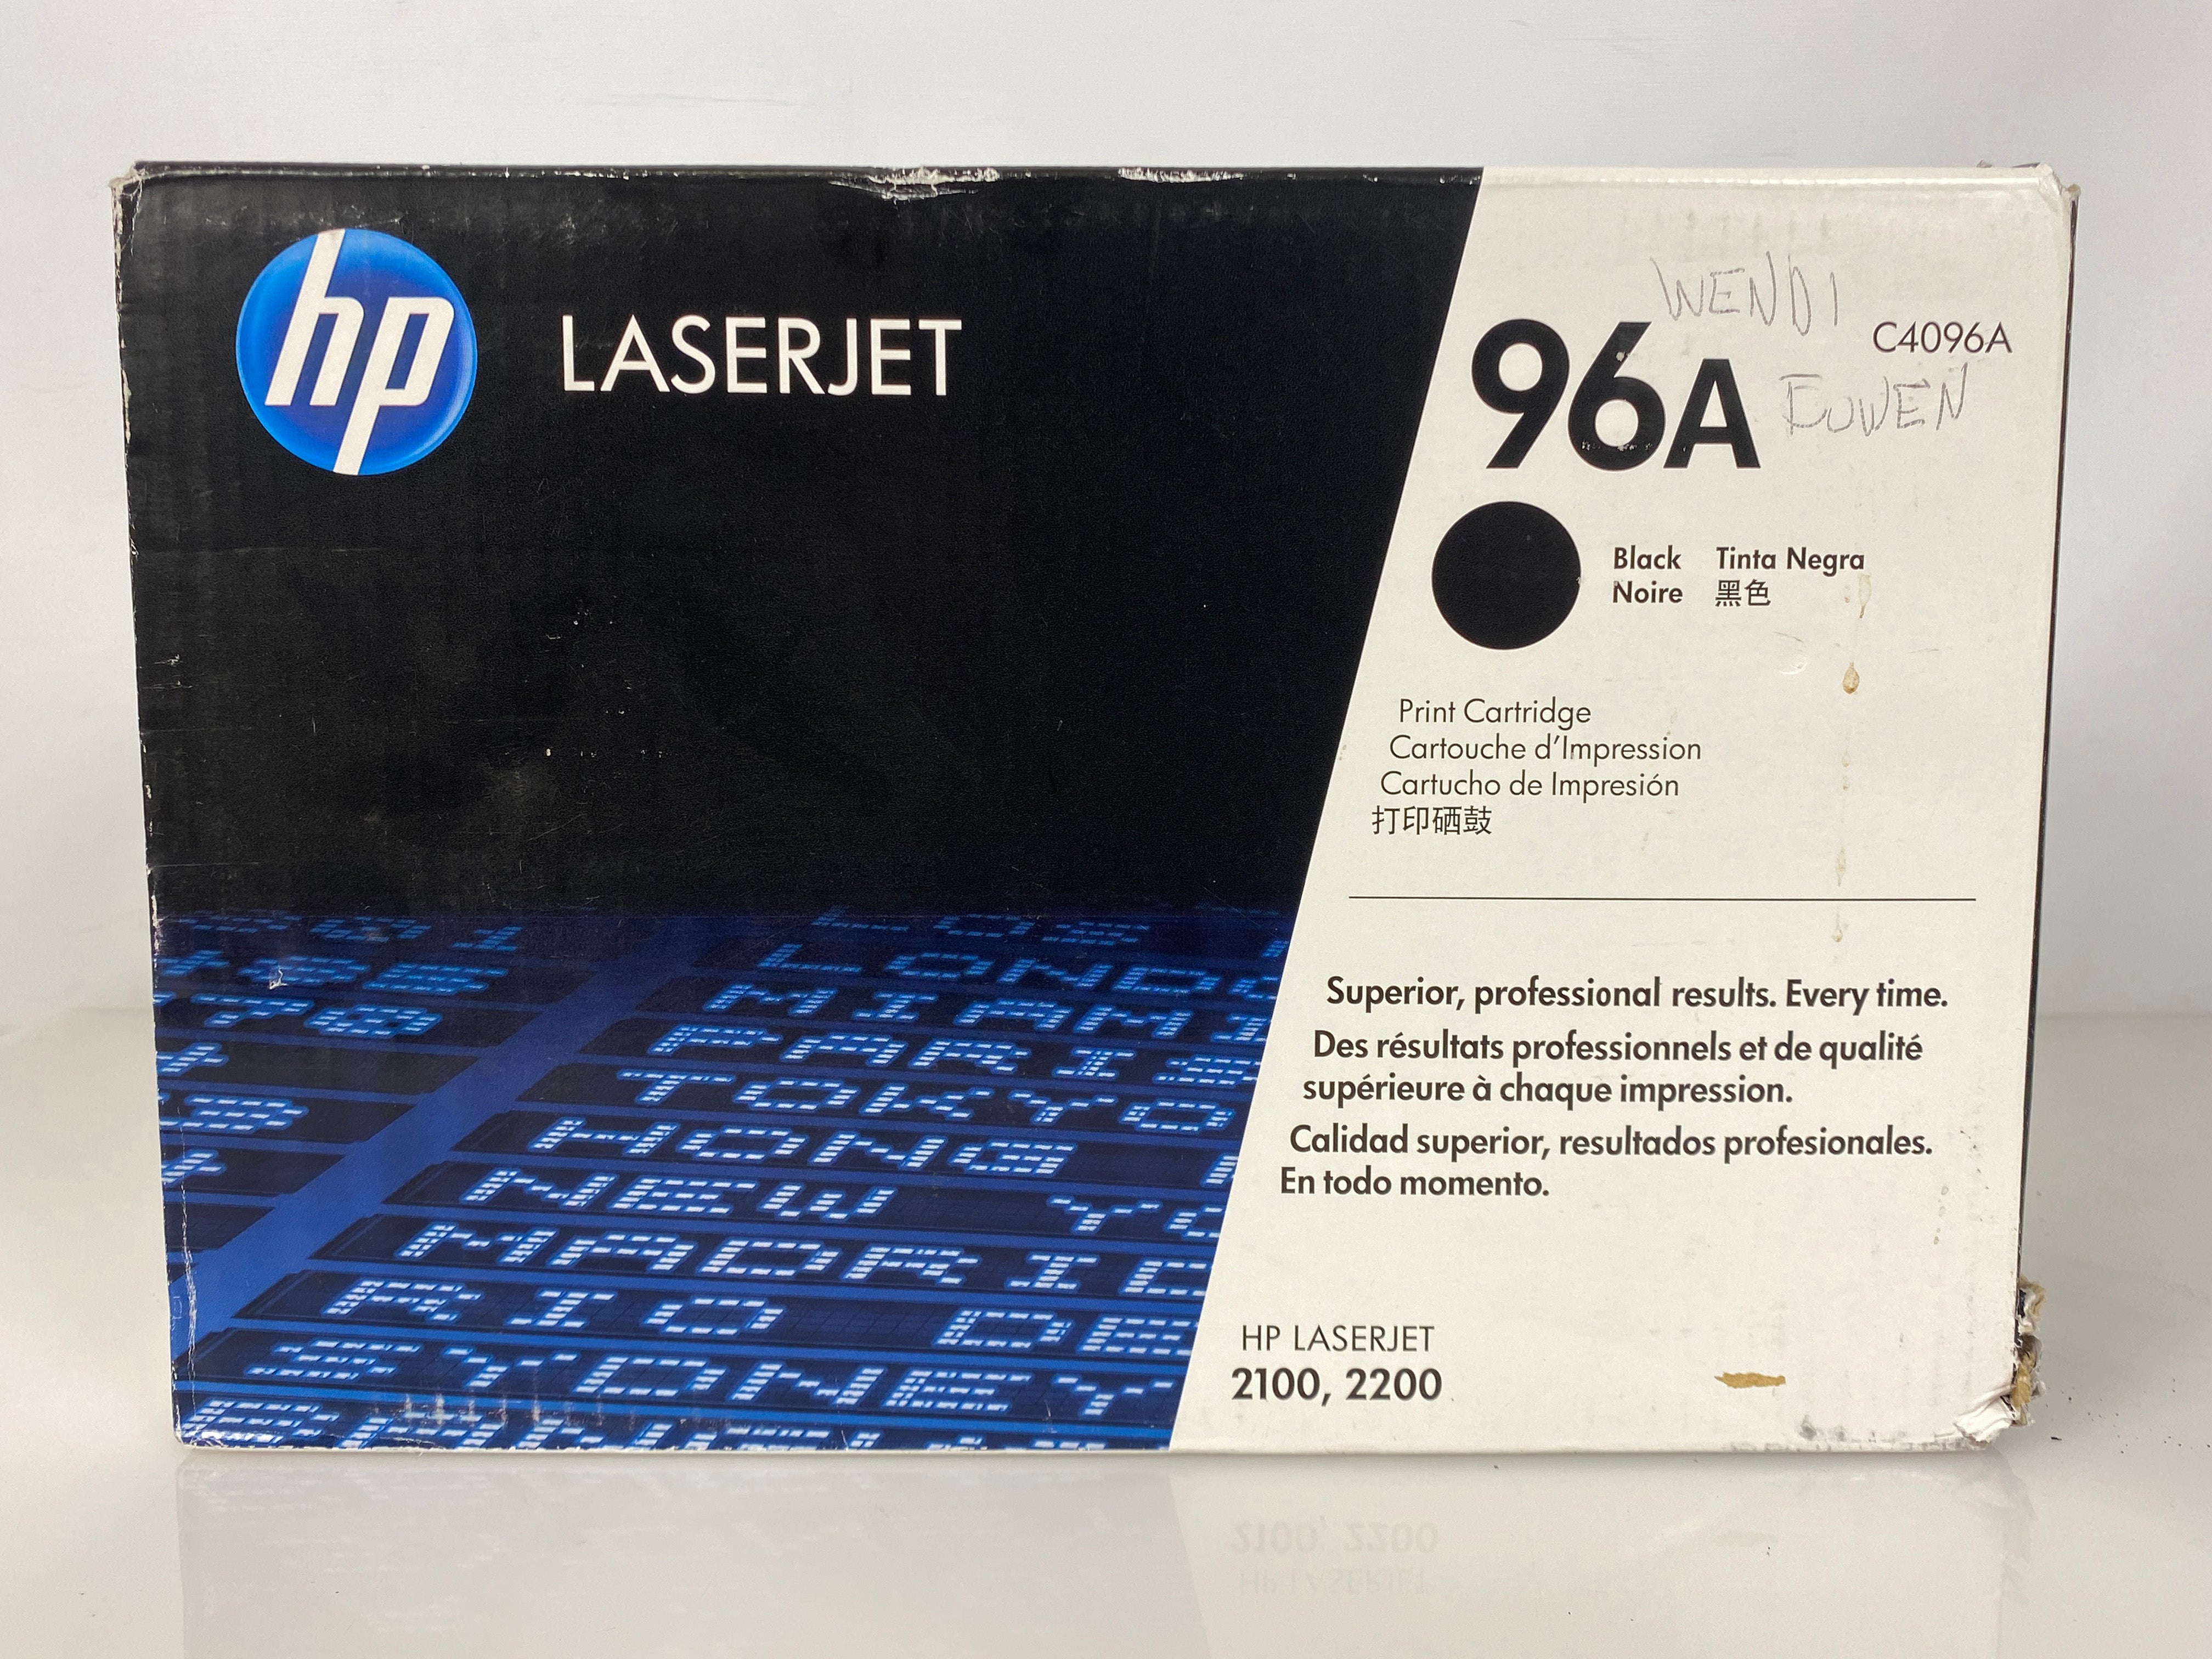 hp
LASERJET
WENDI
96A
C4096A
Black
Tinta Negra
Noire
黑色
Print Cartridge
Cartouche d'Impression
Cartucho de Impresión
打印硒鼓
Superior, professional results. Every time.
Des résultats professionnels et de qualité
supérieure à chaque impression.
Calidad superior, resultados profesionales.
En todo momento.
HP LASERJET
2100, 2200
LONDO
MIAMI
PARIS
TOKYO
HONG
NEW YO
MADRID
RIO DE
SYDNEY